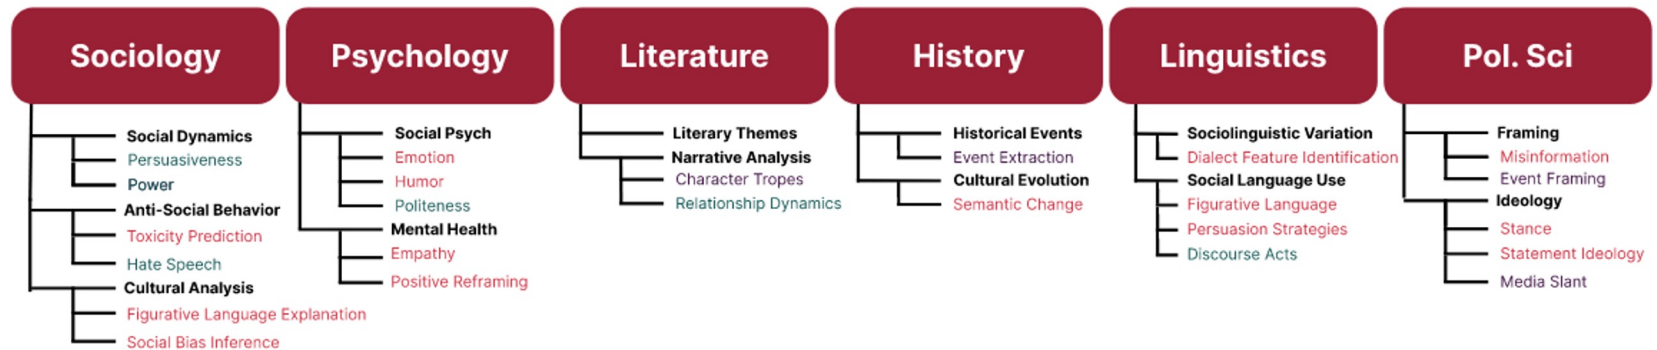 Sociology
Social Dynamics
Persuasiveness
Power
Anti-Social Behavior
Toxicity Prediction
Hate Speech
Cultural Analysis
Figurative Language Explanation
Social Bias Inference
Psychology
Social Psych
Emotion
Humor
Politeness
Mental Health
Empathy
Positive Reframing
Literature
Literary Themes
Narrative Analysis
Character Tropes
Relationship Dynamics
History
Historical Events
Event Extraction
Cultural Evolution
Semantic Change
Linguistics
Sociolinguistic Variation
Dialect Feature Identification
Social Language Use
Figurative Language
Persuasion Strategies
Discourse Acts
Pol. Sci
Framing
Misinformation
Event Framing
Ideology
Stance
Statement Ideology
Media Slant